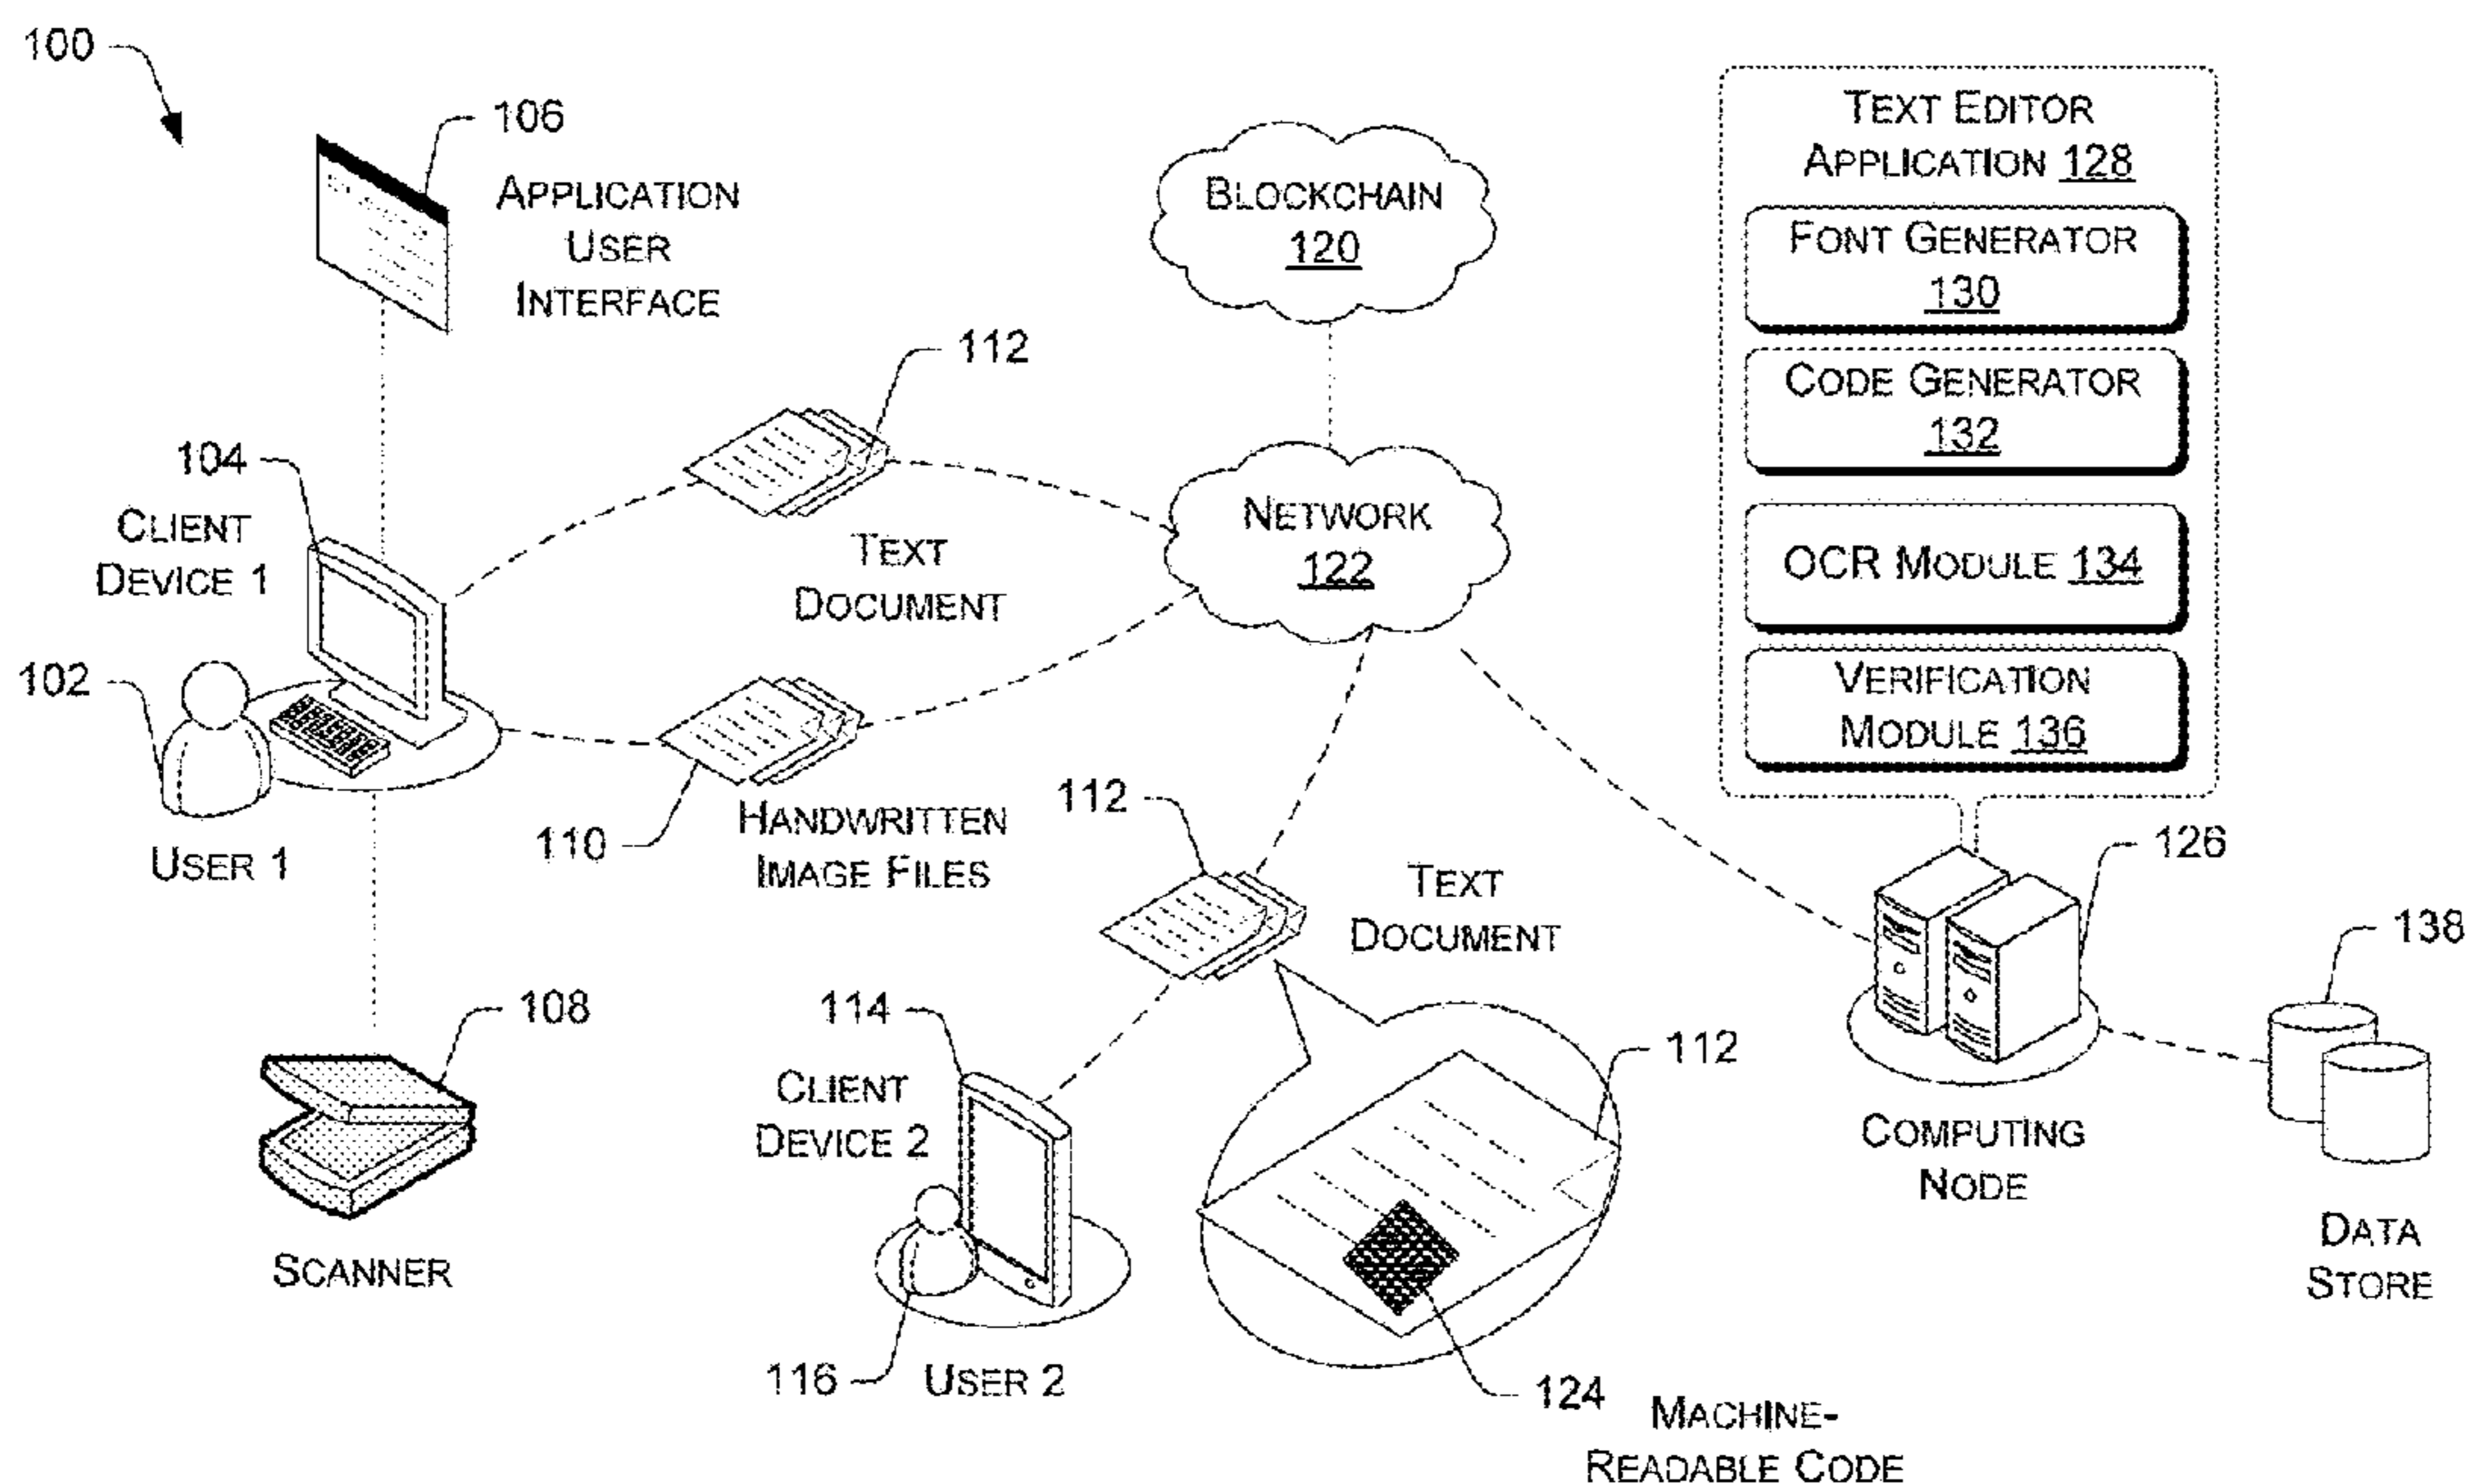 100
106
APPLICATION
USER
INTERFACE
BLOCKCHAIN
120
TEXT EDITOR
APPLICATION 128
FONT GENERATOR
130
CODE GENERATOR
132
OCR MODULE 134
VERIFICATION
MODULE 136
112
104
CLIENT
DEVICE 1
TEXT
DOCUMENT
NETWORK
122
102
USER 1
110
HANDWRITTEN
IMAGE FILES
112
TEXT
DOCUMENT
126
138
COMPUTING
NODE
DATA
STORE
108
SCANNER
114
CLIENT
DEVICE 2
112
116
USER 2
124
MACHINE-
READABLE CODE